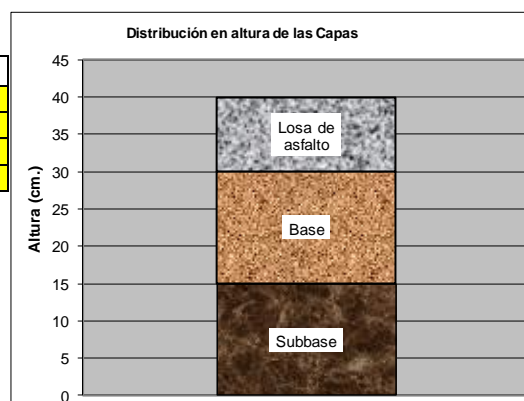 Distribución en altura de las Capas
Altura (cm.)
45
40
35
30
25
20
15
10
5
0
Losa de
asfalto
Base
Subbase